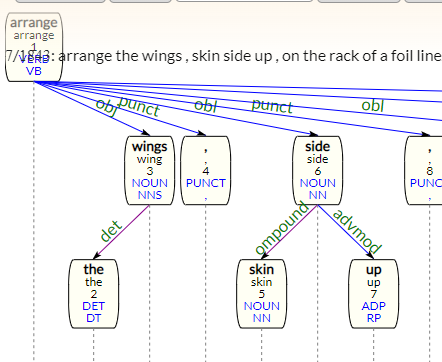 arrange
arrange
1
VERB
VB
7/1843: arrange the wings , skin side up , on the rack of a foil line
obj
punct
obl
punct
obl
wings
wing
3
NOUN
NNS
,
,
4
PUNCT
,
side
side
6
NOUN
NN
,
,
8
PUNC
,
det
ompound
advmod
the
the
2
DET
DT
skin
skin
5
NOUN
NN
up
up
7
ADP
RP